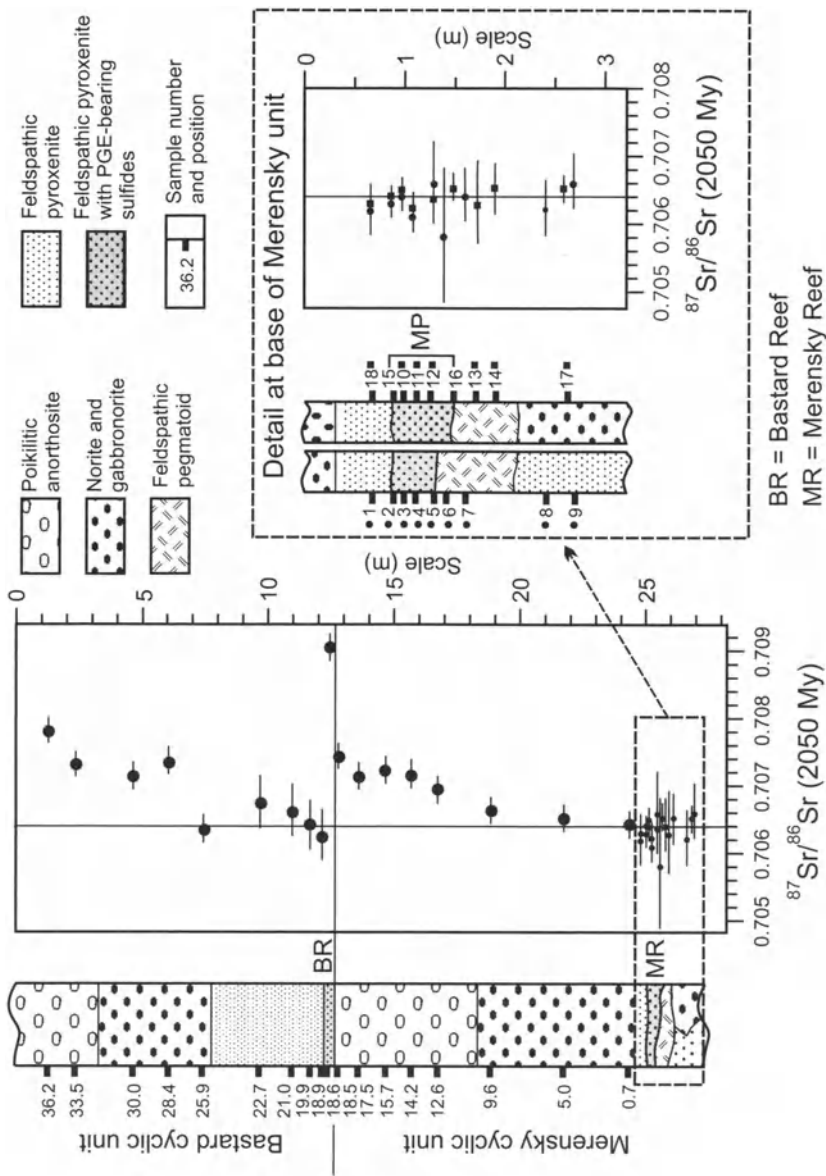 Poikilitic
anorthosite
Norite and
gabbronorite
Feldspathic
pegmatoid
Feldspathic
pyroxenite
Feldspathic pyroxenite
with PGE-bearing
sulfides
36.2
Sample number
and position
Bastard cyclic unit
Merensky cyclic unit
36.2
33.5
30.0
28.4
25.9
22.7
21.0
19.9
18.9
18.6
18.5
17.5
15.7
14.2
12.6
9.6
5.0
0.7
BR
MR
0
5
10
15
20
25
Scale (m)
0.705
0.706
0.707
0.708
0.709
87Sr/86Sr (2050 My)
Detail at base of Merensky unit
1
2
3
4
5
6
7
8
9
18
15
10
11
12
16
13
14
17
MP
0.705
0.706
0.707
0.708
87Sr/86Sr (2050 My)
0
1
2
3
Scale (m)
BR = Bastard Reef
MR = Merensky Reef